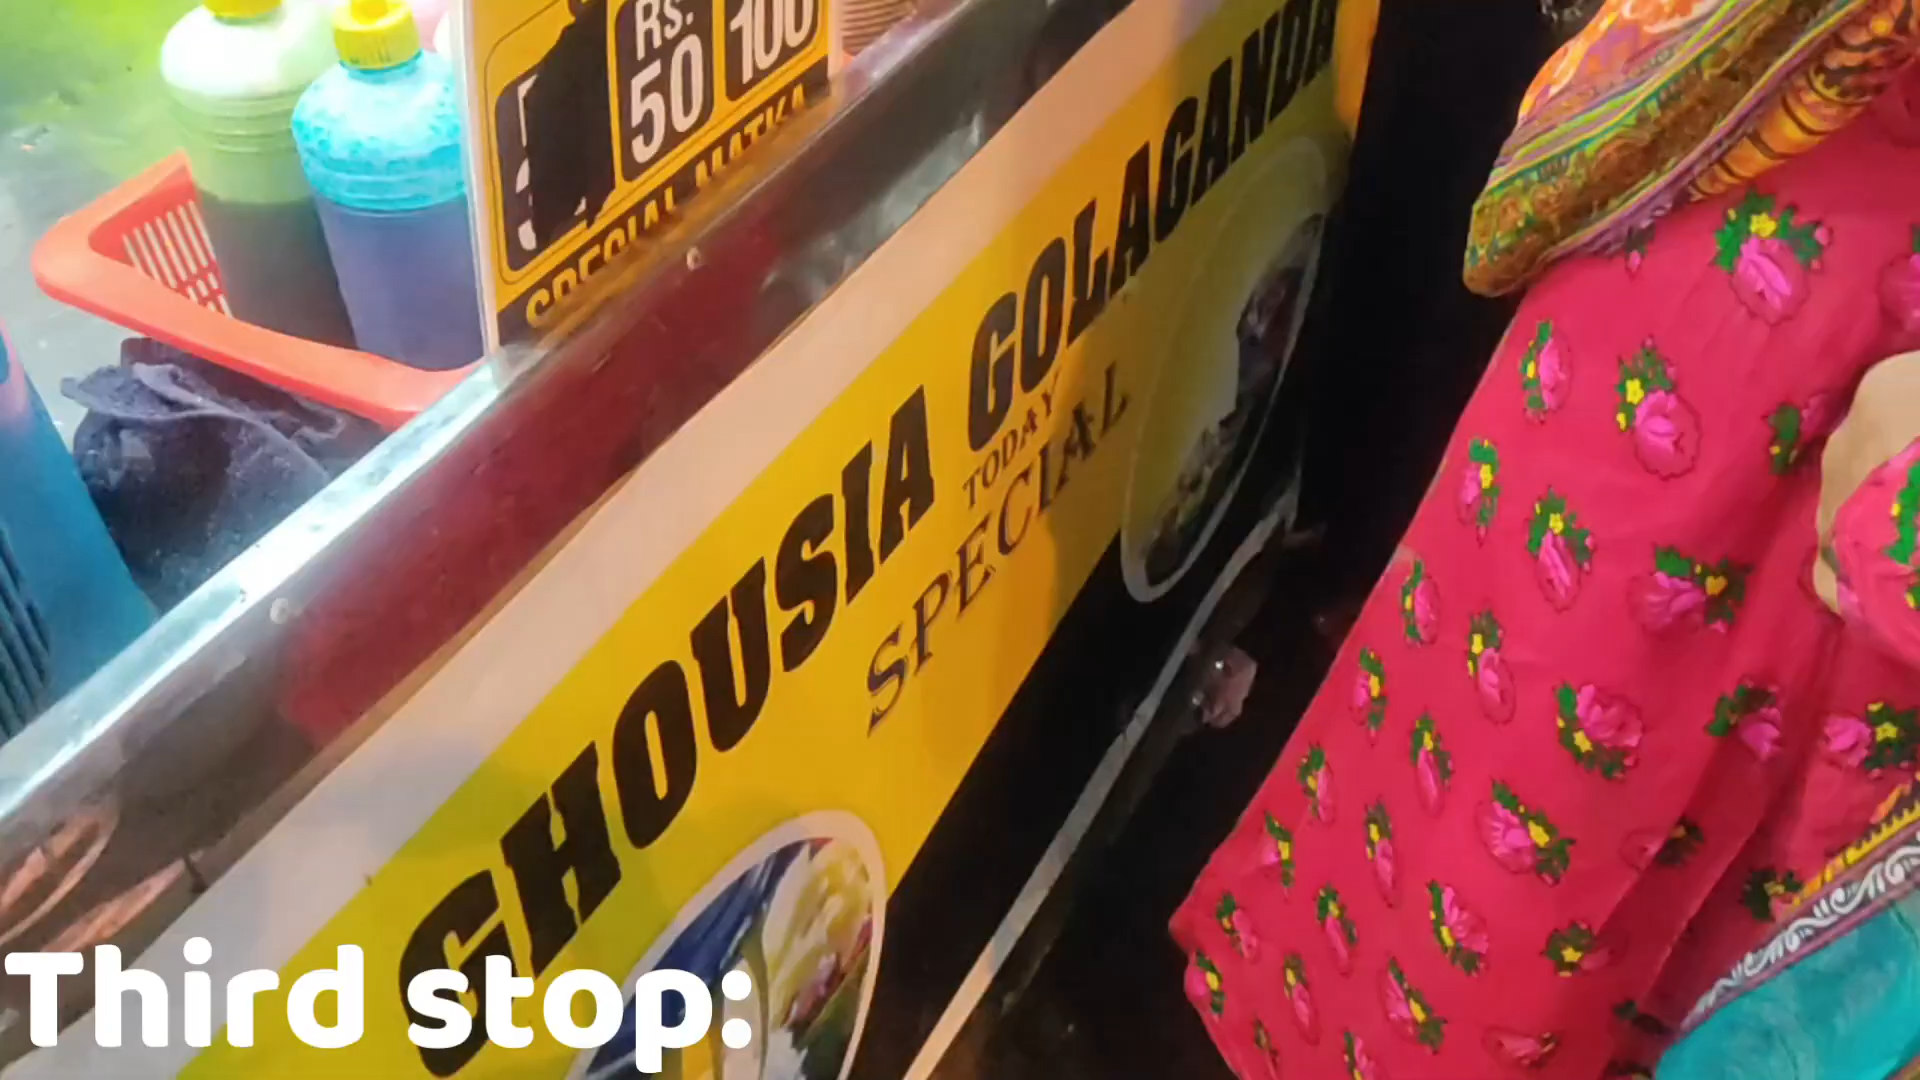 Rs.
50
100
SPECIAL MATKA
GHOUSIA GOLAGANDA
TODAY
SPECIAL
Third stop: